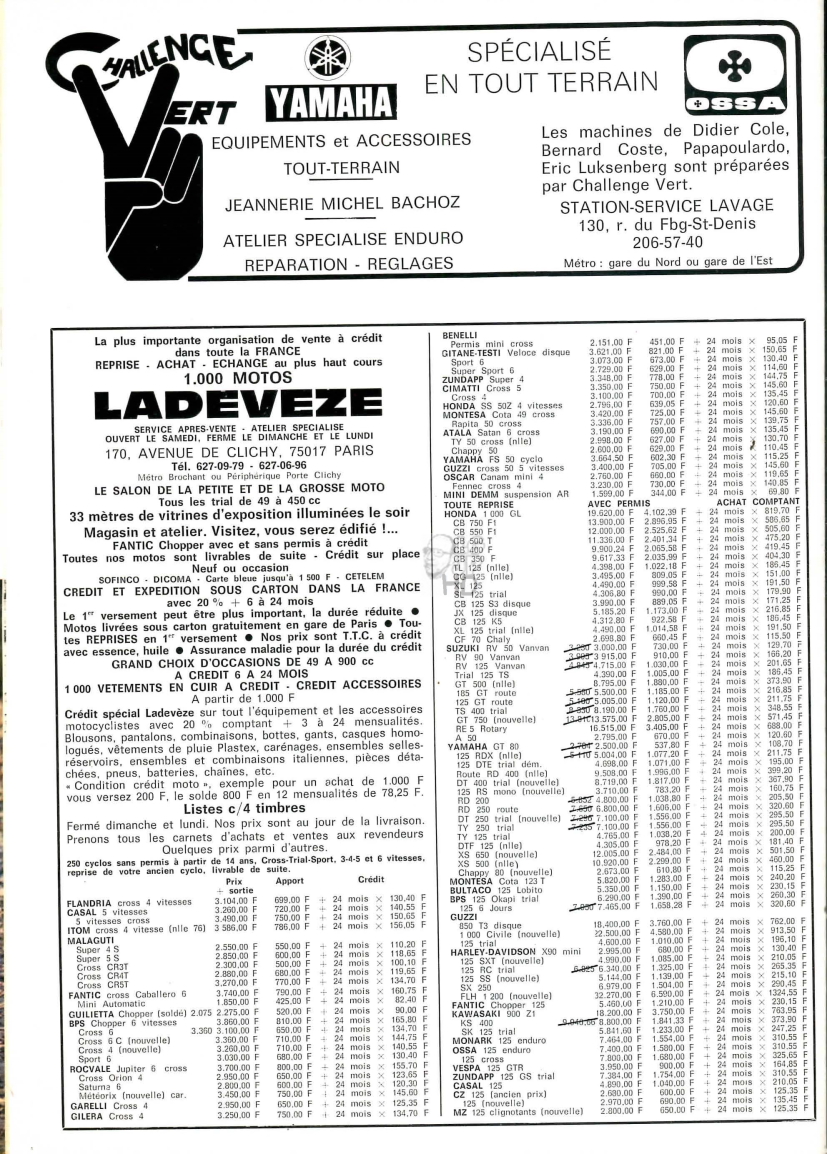 CHALLENGE
VERT
YAMAHA
EQUIPEMENTS et ACCESSOIRES
TOUT-TERRAIN
JEANNERIE MICHEL BACHOZ
ATELIER SPECIALISE ENDURO
REPARATION - REGLAGES
SPÉCIALISÉ
EN TOUT TERRAIN
OSSA
Les machines de Didier Cole,
Bernard Coste, Papapoulardo,
Eric Luksenberg sont préparées
par Challenge Vert.
STATION-SERVICE LAVAGE
130, r. du Fbg-St-Denis
206-57-40
Métro : gare du Nord ou gare de l'Est
La plus importante organisation de vente à crédit
dans toute la FRANCE
REPRISE - ACHAT - ECHANGE au plus haut cours
1.000 MOTOS
LADEVEZE
SERVICE APRES-VENTE - ATELIER SPECIALISE
OUVERT LE SAMEDI, FERME LE DIMANCHE ET LE LUNDI
170, AVENUE DE CLICHY, 75017 PARIS
Tél. 627-09-79 - 627-06-96
Métro Brochant ou Périphérique Porte Clichy
LE SALON DE LA PETITE ET DE LA GROSSE MOTO
Tous les trial de 49 à 450 cc
33 mètres de vitrines d'exposition illuminées le soir
Magasin et atelier. Visitez, vous serez édifié !...
FANTIC Chopper avec et sans permis à crédit
Toutes nos motos sont livrables de suite - Crédit sur place
Neuf ou occasion
SOFINCO - DICOMA - Carte bleue jusqu'à 1 500 F - CETELEM
CREDIT ET EXPEDITION SOUS CARTON DANS LA FRANCE
avec 20 % + 6 à 24 mois
Le 1er versement peut être plus important, la durée réduite ●
Motos livrées sous carton gratuitement en gare de Paris ● Tou-
tes REPRISES en 1er versement ● Nos prix sont T.T.C. à crédit
avec essence, huile ● Assurance maladie pour la durée du crédit
GRAND CHOIX D'OCCASIONS DE 49 A 900 cc
A CREDIT 6 A 24 MOIS
1 000 VETEMENTS EN CUIR A CREDIT - CREDIT ACCESSOIRES
A partir de 1.000 F
Crédit spécial Ladevèze sur tout l'équipement et les accessoires
motocyclistes avec 20 % comptant + 3 à 24 mensualités.
Blousons, pantalons, combinaisons, bottes, gants, casques homo-
logués, vêtements de pluie Plastex, carénages, ensembles selles-
réservoirs, ensembles et combinaisons italiennes, pièces déta-
chées, pneus, batteries, chaines, etc.
« Condition crédit moto », exemple pour un achat de 1.000 F
vous versez 200 F, le solde 800 F en 12 mensualités de 78,25 F.
Listes c/4 timbres
Fermé dimanche et lundi. Nos prix sont au jour de la livraison.
Prenons tous les carnets d'achats et ventes aux revendeurs
Quelques prix parmi d'autres.
250 cyclos sans permis à partir de 14 ans, Cross-Trial-Sport, 3-4-5 et 6 vitesses,
reprise de votre ancien cyclo, livrable de suite.
Prix Apport Crédit
+ sortie
FLANDRIA cross 4 vitesses 3.104,00 F 699,00 F + 24 mois × 130,40 F
CASAL 5 vitesses 3.260,00 F 720,00 F + 24 mois × 140,55 F
5 vitesses cross 3.490,00 F 750,00 F + 24 mois × 150,65 F
ITOM cross 4 vitesse (nlle 76) 3 586,00 F 786,00 F + 24 mois × 156,05 F
MALAGUTI
Super 4 S 2.550,00 F 550,00 F + 24 mois × 110,20 F
Super 5 S 2.850,00 F 600,00 F + 24 mois × 118,65 F
Cross CR3T 2.300,00 F 500,00 F + 24 mois × 100,10 F
Cross CR4T 2.880,00 F 680,00 F + 24 mois × 119,65 F
Cross CR5T 3.270,00 F 770,00 F + 24 mois × 134,70 F
FANTIC cross Caballero 6 3.740,00 F 790,00 F + 24 mois × 160,75 F
Mini Automatic 1.850,00 F 425,00 F + 24 mois × 82,40 F
GUILIETTA Chopper (soldé) 2.075 2.275,00 F 520,00 F + 24 mois × 90,00 F
BPS Chopper 6 vitesses 3.860,00 F 810,00 F + 24 mois × 165,80 F
Cross 6 3.360 3.100,00 F 650,00 F + 24 mois × 134,70 F
Cross 6 C (nouvelle) 3.360,00 F 710,00 F + 24 mois × 144,75 F
Cross 4 (nouvelle) 3.260,00 F 710,00 F + 24 mois × 140,55 F
Sport 6 3.030,00 F 680,00 F + 24 mois × 130,40 F
ROCVALE Jupiter 6 cross 3.700,00 F 800,00 F + 24 mois × 155,70 F
Cross Orion 4 2.950,00 F 650,00 F + 24 mois × 123,65 F
Saturna 6 2.800,00 F 600,00 F + 24 mois × 120,30 F
Météorix (nouvelle) car. 3.450,00 F 750,00 F + 24 mois × 145,60 F
GARELLI Cross 4 2.950,00 F 650,00 F + 24 mois × 125,35 F
GILERA Cross 4 3.250,00 F 750,00 F + 24 mois × 134,70 F
BENELLI
Permis mini cross 2.151,00 F 451,00 F + 24 mois × 95,05 F
GITANE-TESTI Veloce disque 3.621,00 F 821,00 F + 24 mois × 150,65 F
Sport 6 3.073,00 F 673,00 F + 24 mois × 130,40 F
Super Sport 6 2.729,00 F 629,00 F + 24 mois × 114,60 F
ZUNDAPP Super 4 3.348,00 F 778,00 F + 24 mois × 144,75 F
CIMATTI Cross 5 3.350,00 F 750,00 F + 24 mois × 145,60 F
Cross 4 3.100,00 F 700,00 F + 24 mois × 135,45 F
HONDA SS 50Z 4 vitesses 2.796,00 F 639,05 F + 24 mois × 120,60 F
MONTESA Cota 49 cross 3.420,00 F 725,00 F + 24 mois × 145,60 F
Rapita 50 cross 3.336,00 F 757,00 F + 24 mois × 139,75 F
ATALA Satan 6 cross 3.190,00 F 690,00 F + 24 mois × 135,45 F
TY 50 cross (nlle) 2.998,00 F 627,00 F + 24 mois × 130,70 F
Chappy 50 2.600,00 F 629,00 F + 24 mois × 110,45 F
YAMAHA FS 50 cyclo 3.664,50 F 602,30 F + 24 mois × 115,25 F
GUZZI cross 50 5 vitesses 3.400,00 F 705,00 F + 24 mois × 145,60 F
OSCAR Canam mini 4 2.760,00 F 660,00 F + 24 mois × 119,65 F
Fennec cross 4 3.230,00 F 730,00 F + 24 mois × 140,85 F
MINI DEMM suspension AR 1.599,00 F 344,00 F + 24 mois × 69,80 F
TOUTE REPRISE AVEC PERMIS ACHAT COMPTANT
HONDA 1 000 GL 19.620,00 F 4.102,39 F + 24 mois × 819,70 F
CB 750 F1 13.900,00 F 2.896,95 F + 24 mois × 586,65 F
CB 550 F1 12.000,00 F 2.525,62 F + 24 mois × 505,60 F
CB 500 T 11.336,00 F 2.401,34 F + 24 mois × 475,20 F
CB 400 F 9.900,24 F 2.065,58 F + 24 mois × 419,45 F
CB 350 F 9.617,33 F 2.035,99 F + 24 mois × 404,30 F
TL 125 (nlle) 4.398,00 F 1.022,18 F + 24 mois × 186,45 F
125 (nlle) 3.495,00 F 809,05 F + 24 mois × 151,00 F
XL 125 4.490,00 F 999,58 F + 24 mois × 191,50 F
SL 125 trial 4.306,80 F 990,00 F + 24 mois × 179,90 F
CB 125 S3 disque 3.990,00 F 889,05 F + 24 mois × 171,25 F
JX 125 disque 5.185,20 F 1.173,00 F + 24 mois × 216,85 F
CB 125 K5 4.312,80 F 922,58 F + 24 mois × 186,45 F
XL 125 trial (nlle) 4.490,00 F 1.014,58 F + 24 mois × 191,50 F
CF 70 Chaly 2.698,80 F 660,45 F + 24 mois × 115,50 F
SUZUKI RV 50 Vanvan 3.000,00 F 730,00 F + 24 mois × 129,70 F
RV 90 Vanvan 3 915,00 F 910,00 F + 24 mois × 166,20 F
RV 125 Vanvan 4.715,00 F 1.030,00 F + 24 mois × 201,65 F
Trial 125 TS 4.390,00 F 1.005,00 F + 24 mois × 186,45 F
GT 500 (nlle) 8.795,00 F 1.880,00 F + 24 mois × 373,90 F
185 GT route 5.500,00 F 1.185,00 F + 24 mois × 216,85 F
125 GT route 5.005,00 F 1.120,00 F + 24 mois × 211,75 F
TS 400 trial 8.190,00 F 1.760,00 F + 24 mois × 348,55 F
GT 750 (nouvelle) 13.575,00 F 2.805,00 F + 24 mois × 571,45 F
RE 5 Rotary 16.515,00 F 3.405,00 F + 24 mois × 688,00 F
A 50 2.795,00 F 670,00 F + 24 mois × 120,60 F
YAMAHA GT 80 2.500,00 F 537,80 F + 24 mois × 108,70 F
125 RDX (nlle) 5 110 5.004,00 F 1.077,20 F + 24 mois × 211,75 F
125 DTE trial dém. 4.698,00 F 1.071,00 F + 24 mois × 195,00 F
Route RD 400 (nlle) 9.508,00 F 1.996,00 F + 24 mois × 399,20 F
DT 400 trial (nouvelle) 8.719,00 F 1.817,00 F + 24 mois × 367,90 F
125 RS mono (nouvelle) 3.710,00 F 783,20 F + 24 mois × 160,75 F
RD 200 4.800,00 F 1.038,80 F + 24 mois × 205,50 F
RD 250 route 6.800,00 F 1.606,00 F + 24 mois × 320,60 F
DT 250 trial (nouvelle) 7.100,00 F 1.556,00 F + 24 mois × 295,50 F
TY 250 trial 7.100,00 F 1.556,00 F + 24 mois × 295,50 F
TY 125 trial 4.765,00 F 1.038,20 F + 24 mois × 200,00 F
DTF 125 (nlle) 4.305,00 F 978,20 F + 24 mois × 181,40 F
XS 650 (nouvelle) 12.005,00 F 2.484,00 F + 24 mois × 501,50 F
XS 500 (nlle) 10.920,00 F 2.299,00 F + 24 mois × 460,00 F
Chappy 80 (nouvelle) 2.673,00 F 610,80 F + 24 mois × 115,25 F
MONTESA Cota 123 T 5.820,00 F 1.283,00 F + 24 mois × 240,20 F
BULTACO 125 Lobito 5.350,00 F 1.150,00 F + 24 mois × 230,15 F
BPS 125 Okapi trial 6.290,00 F 1.390,00 F + 24 mois × 260,30 F
125 6 Jours 7.465,00 F 1.658,28 F + 24 mois × 320,60 F
GUZZI
850 T3 disque 18.400,00 F 3.760,00 F + 24 mois × 762,00 F
1 000 Civile (nouvelle) 22.500,00 F 4.580,00 F + 24 mois × 913,50 F
125 trial 4.600,00 F 1.010,00 F + 24 mois × 196,10 F
HARLEY-DAVIDSON X90 mini 2.995,00 F 680,00 F + 24 mois × 130,40 F
125 SXT (nouvelle) 4.990,00 F 1.085,00 F + 24 mois × 210,05 F
125 RC trial 6.825 6.340,00 F 1.325,00 F + 24 mois × 265,35 F
125 SS (nouvelle) 5.144,00 F 1.139,00 F + 24 mois × 215,10 F
SX 250 6.979,00 F 1.504,00 F + 24 mois × 290,45 F
FLH 1 200 (nouvelle) 32.270,00 F 6.590,00 F + 24 mois × 1324,55 F
FANTIC Chopper 125 5.460,00 F 1.210,00 F + 24 mois × 230,15 F
KAWASAKI 900 Z1 18.200,00 F 3.750,00 F + 24 mois × 763,95 F
KS 400 8.800,00 F 1.841,33 F + 24 mois × 373,90 F
SK 125 trial 5.841,60 F 1.233,00 F + 24 mois × 247,25 F
MONARK 125 enduro 7.464,00 F 1.554,00 F + 24 mois × 310,55 F
OSSA 125 enduro 7.400,00 F 1.580,00 F + 24 mois × 310,55 F
125 cross 7.800,00 F 1.680,00 F + 24 mois × 325,65 F
VESPA 125 GTR 3.950,00 F 900,00 F + 24 mois × 164,85 F
ZUNDAPP 125 GS trial 7.384,00 F 1.754,00 F + 24 mois × 310,55 F
CASAL 125 4.890,00 F 1.040,00 F + 24 mois × 210,05 F
CZ 125 (ancien prix) 2.680,00 F 600,00 F + 24 mois × 125,35 F
125 (nouvelle) 2.970,00 F 690,00 F + 24 mois × 135,45 F
MZ 125 clignotants (nouvelle) 2.800,00 F 650,00 F + 24 mois × 125,35 F